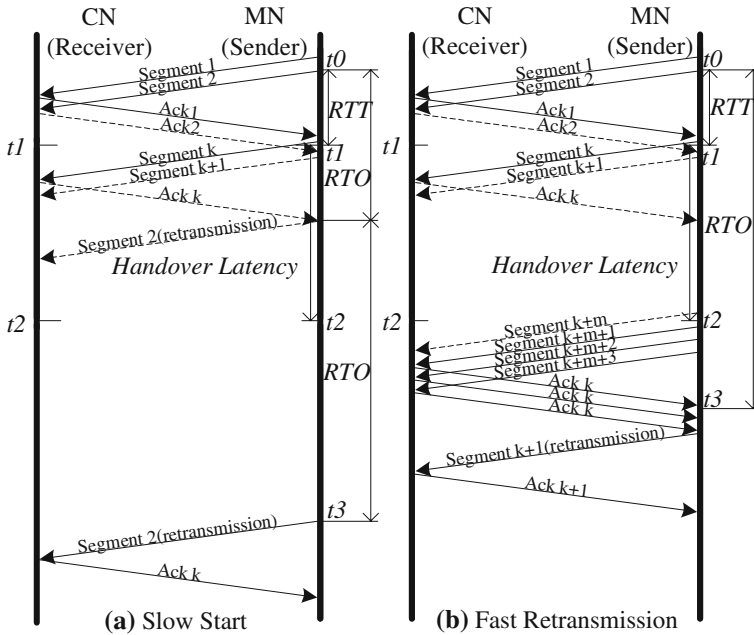 CN
(Receiver)
MN
(Sender)
t0
Segment 1
Segment 2
RTT
Ack1
Ack2
t1
t1
Segment k
Segment k+1
RTO
Ack k
Segment 2(retransmission)
Handover Latency
t2
t2
RTO
t3
Segment 2(retransmission)
Ack k
(a) Slow Start
CN
(Receiver)
MN
(Sender)
t0
Segment 1
Segment 2
RTT
Ack1
Ack2
t1
t1
Segment k
Segment k+1
Ack k
RTO
Handover Latency
t2
t2
Segment k+m
Segment k+m+1
Segment k+m+2
Segment k+m+3
Ack k
Ack k
Ack k
t3
Segment k+1(retransmission)
Ack k+1
(b) Fast Retransmission